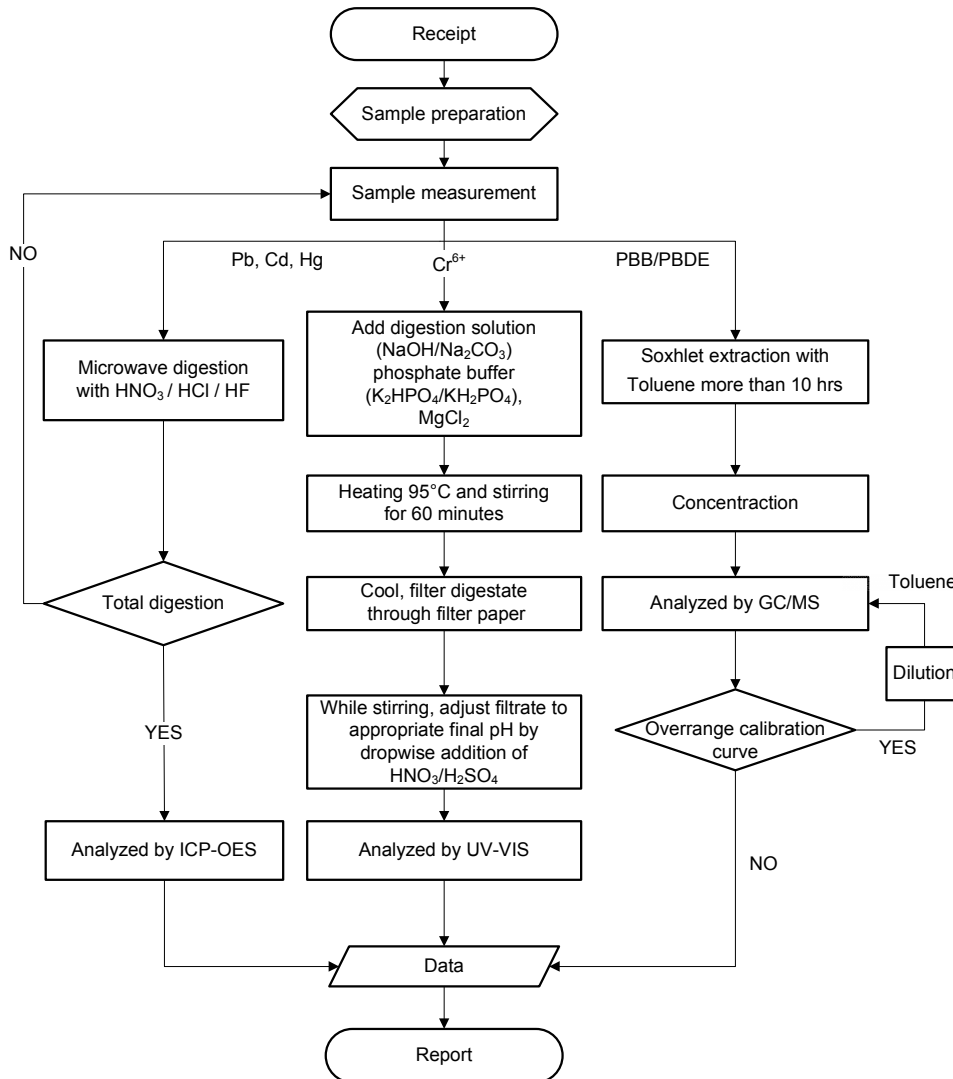 Receipt
Sample preparation
Sample measurement
NO
Pb, Cd, Hg
Cr⁶⁺
PBB/PBDE
Microwave digestion
with HNO₃ / HCl / HF
Add digestion solution
(NaOH/Na₂CO₃)
phosphate buffer
(K₂HPO₄/KH₂PO₄),
MgCl₂
Soxhlet extraction with
Toluene more than 10 hrs
Heating 95°C and stirring
for 60 minutes
Concentraction
Total digestion
Cool, filter digestate
through filter paper
Analyzed by GC/MS
Toluene
Dilution
YES
While stirring, adjust filtrate to
appropriate final pH by
dropwise addition of
HNO₃/H₂SO₄
Overrange calibration
curve
YES
Analyzed by ICP-OES
Analyzed by UV-VIS
NO
Data
Report